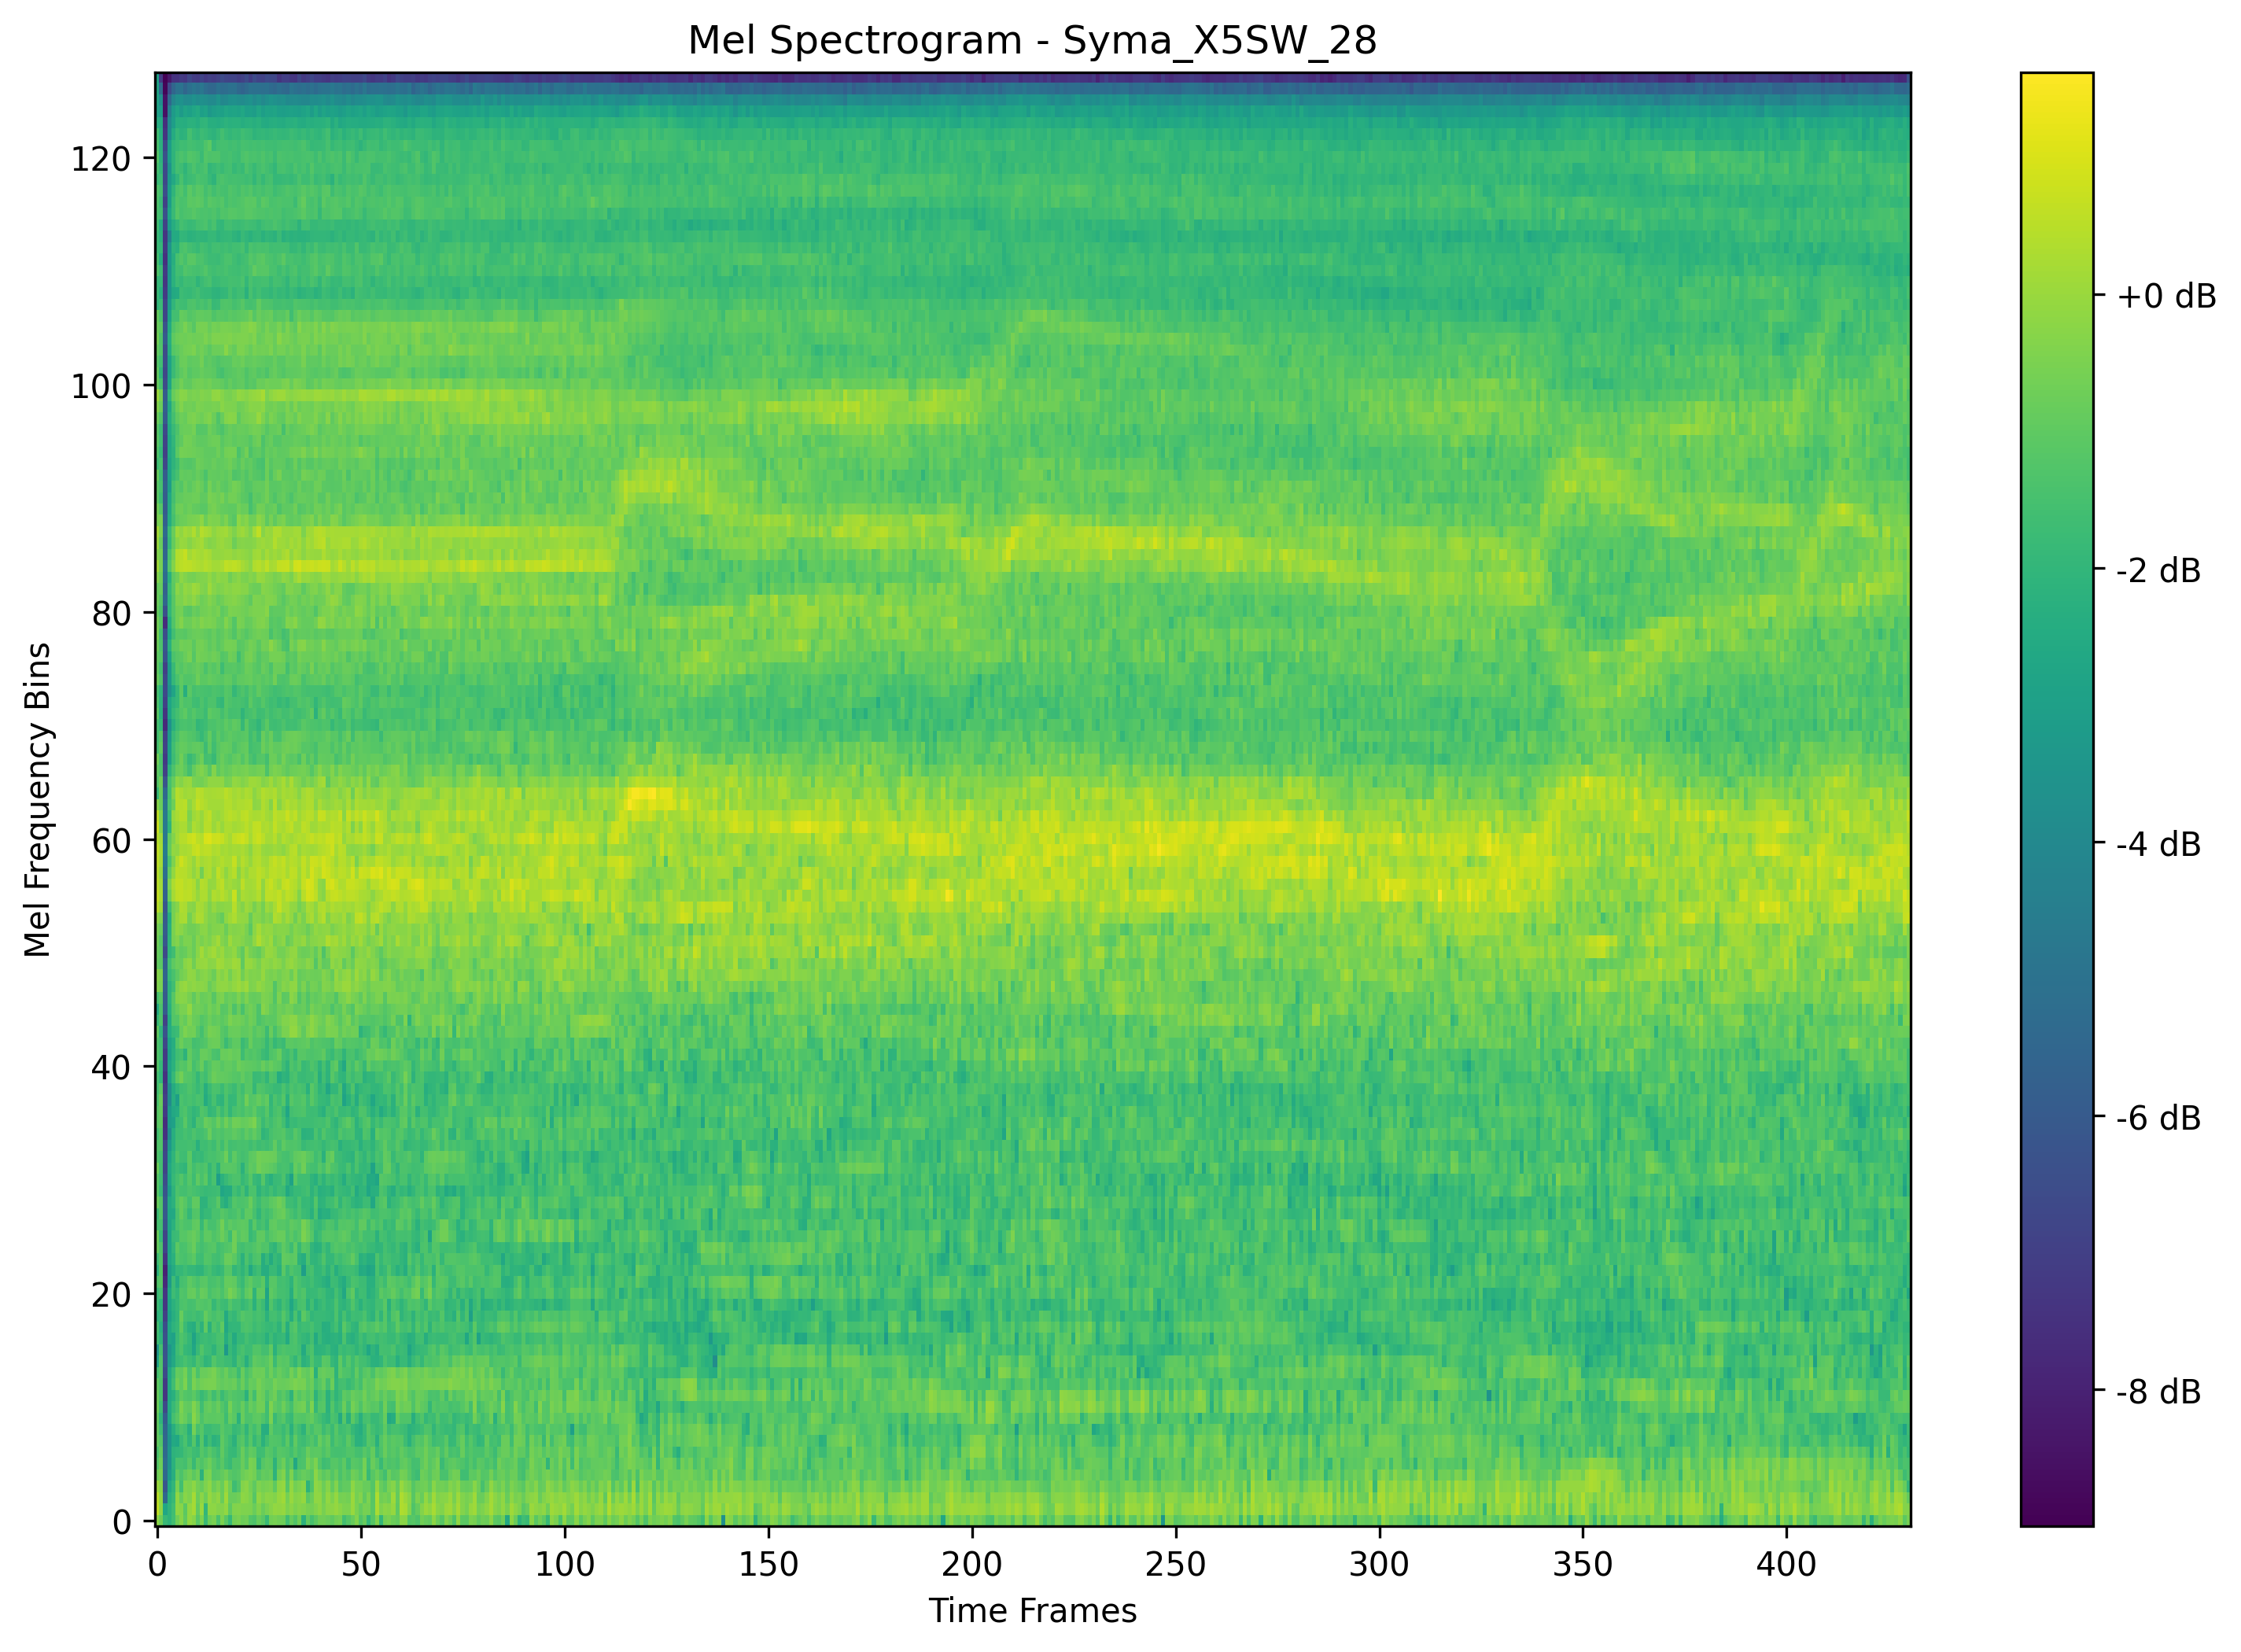 Mel Spectrogram - Syma_X5SW_28
Mel Frequency Bins
120
100
80
60
40
20
0
0 50 100 150 200 250 300 350 400
Time Frames
+0 dB
-2 dB
-4 dB
-6 dB
-8 dB